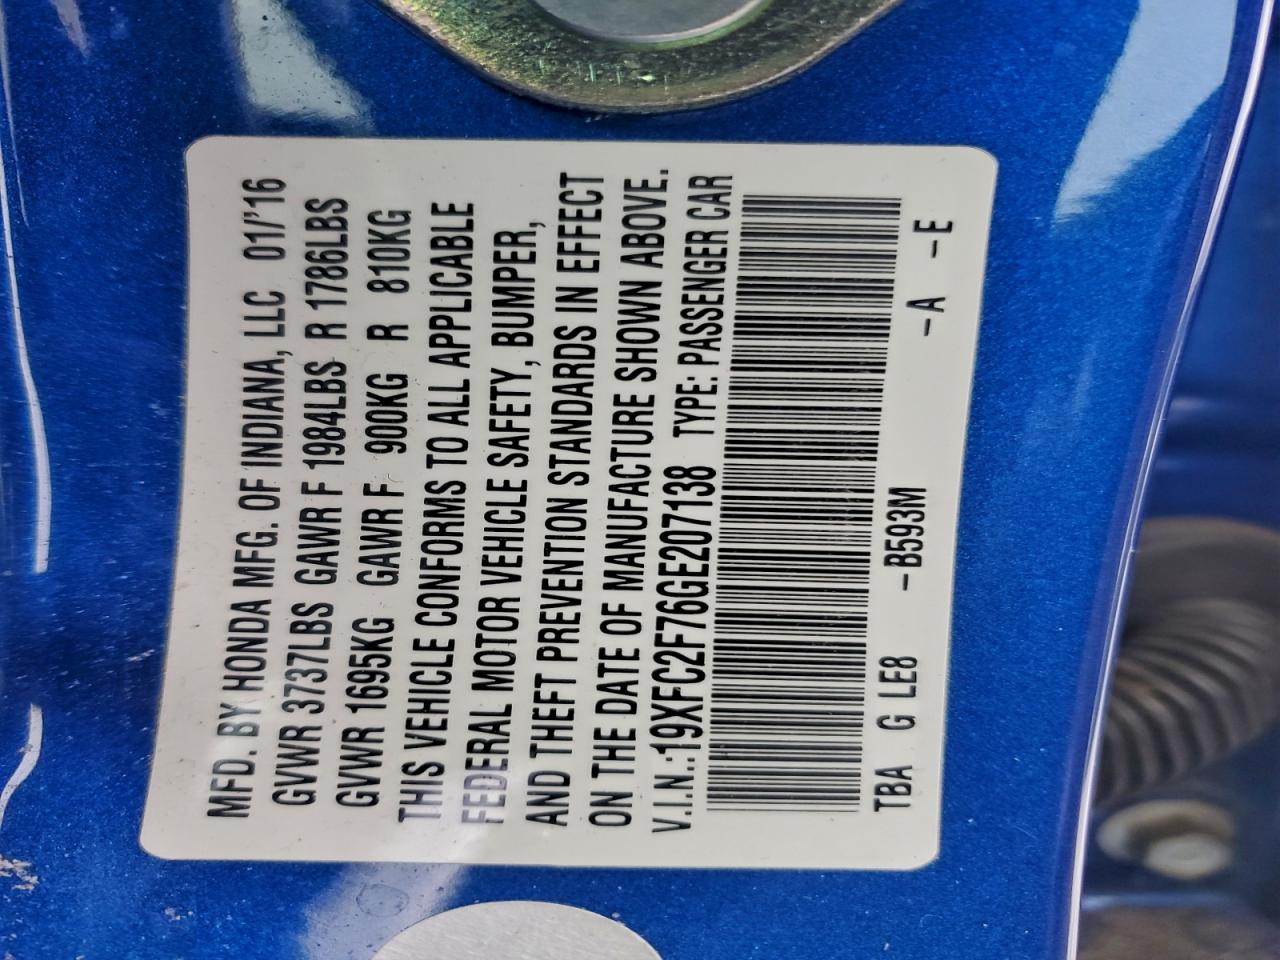 MFD. BY HONDA MFG. OF INDIANA, LLC 01/'16
GVWR 3737LBS GAWR F 1984LBS R 1786LBS
GVWR 1695KG GAWR F 900KG R 810KG
THIS VEHICLE CONFORMS TO ALL APPLICABLE
FEDERAL MOTOR VEHICLE SAFETY, BUMPER,
AND THEFT PREVENTION STANDARDS IN EFFECT
ON THE DATE OF MANUFACTURE SHOWN ABOVE.
V.I.N.:19XFC2F76GE207138 TYPE: PASSENGER CAR
TBA G LE8 -B593M -A -E